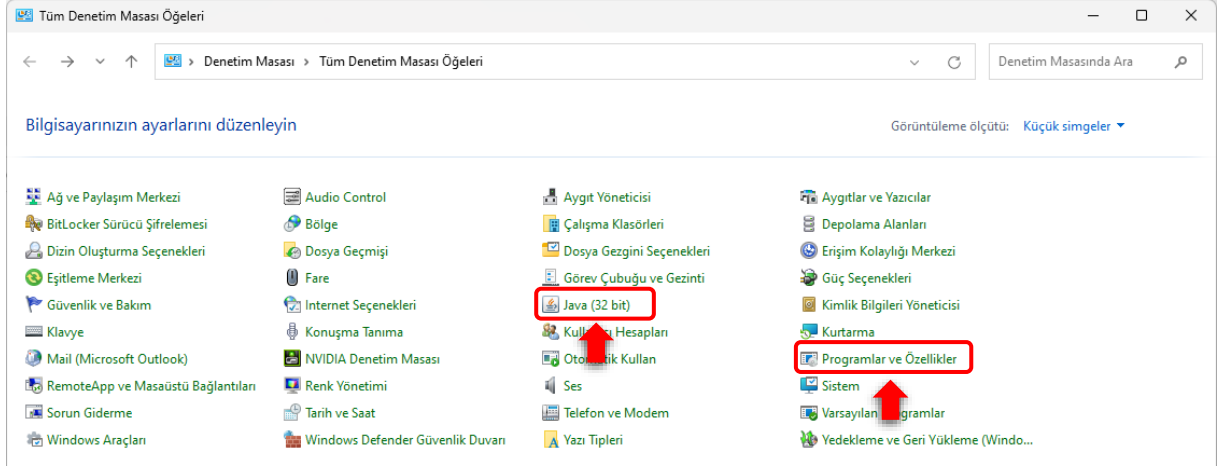 Tüm Denetim Masası Öğeleri
Denetim Masası > Tüm Denetim Masası Öğeleri
Denetim Masasında Ara
Bilgisayarınızın ayarlarını düzenleyin
Görüntüleme ölçütü: Küçük simgeler
Ağ ve Paylaşım Merkezi
Audio Control
Aygıt Yöneticisi
Aygıtlar ve Yazıcılar
BitLocker Sürücü Şifrelemesi
Bölge
Çalışma Klasörleri
Depolama Alanları
Dizin Oluşturma Seçenekleri
Dosya Geçmişi
Dosya Gezgini Seçenekleri
Erişim Kolaylığı Merkezi
Eşitleme Merkezi
Fare
Görev Çubuğu ve Gezinti
Güç Seçenekleri
Güvenlik ve Bakım
İnternet Seçenekleri
Java (32 bit)
Kimlik Bilgileri Yöneticisi
Klavye
Konuşma Tanıma
Hesapları
Kurtarma
Mail (Microsoft Outlook)
NVIDIA Denetim Masası
Kullan
Programlar ve Özellikler
RemoteApp ve Masaüstü Bağlantıları
Renk Yönetimi
Ses
Sistem
Sorun Giderme
Tarih ve Saat
Telefon ve Modem
Varsayılan
Windows Araçları
Windows Defender Güvenlik Duvarı
Yazı Tipleri
Yedekleme ve Geri Yükleme (Windo...